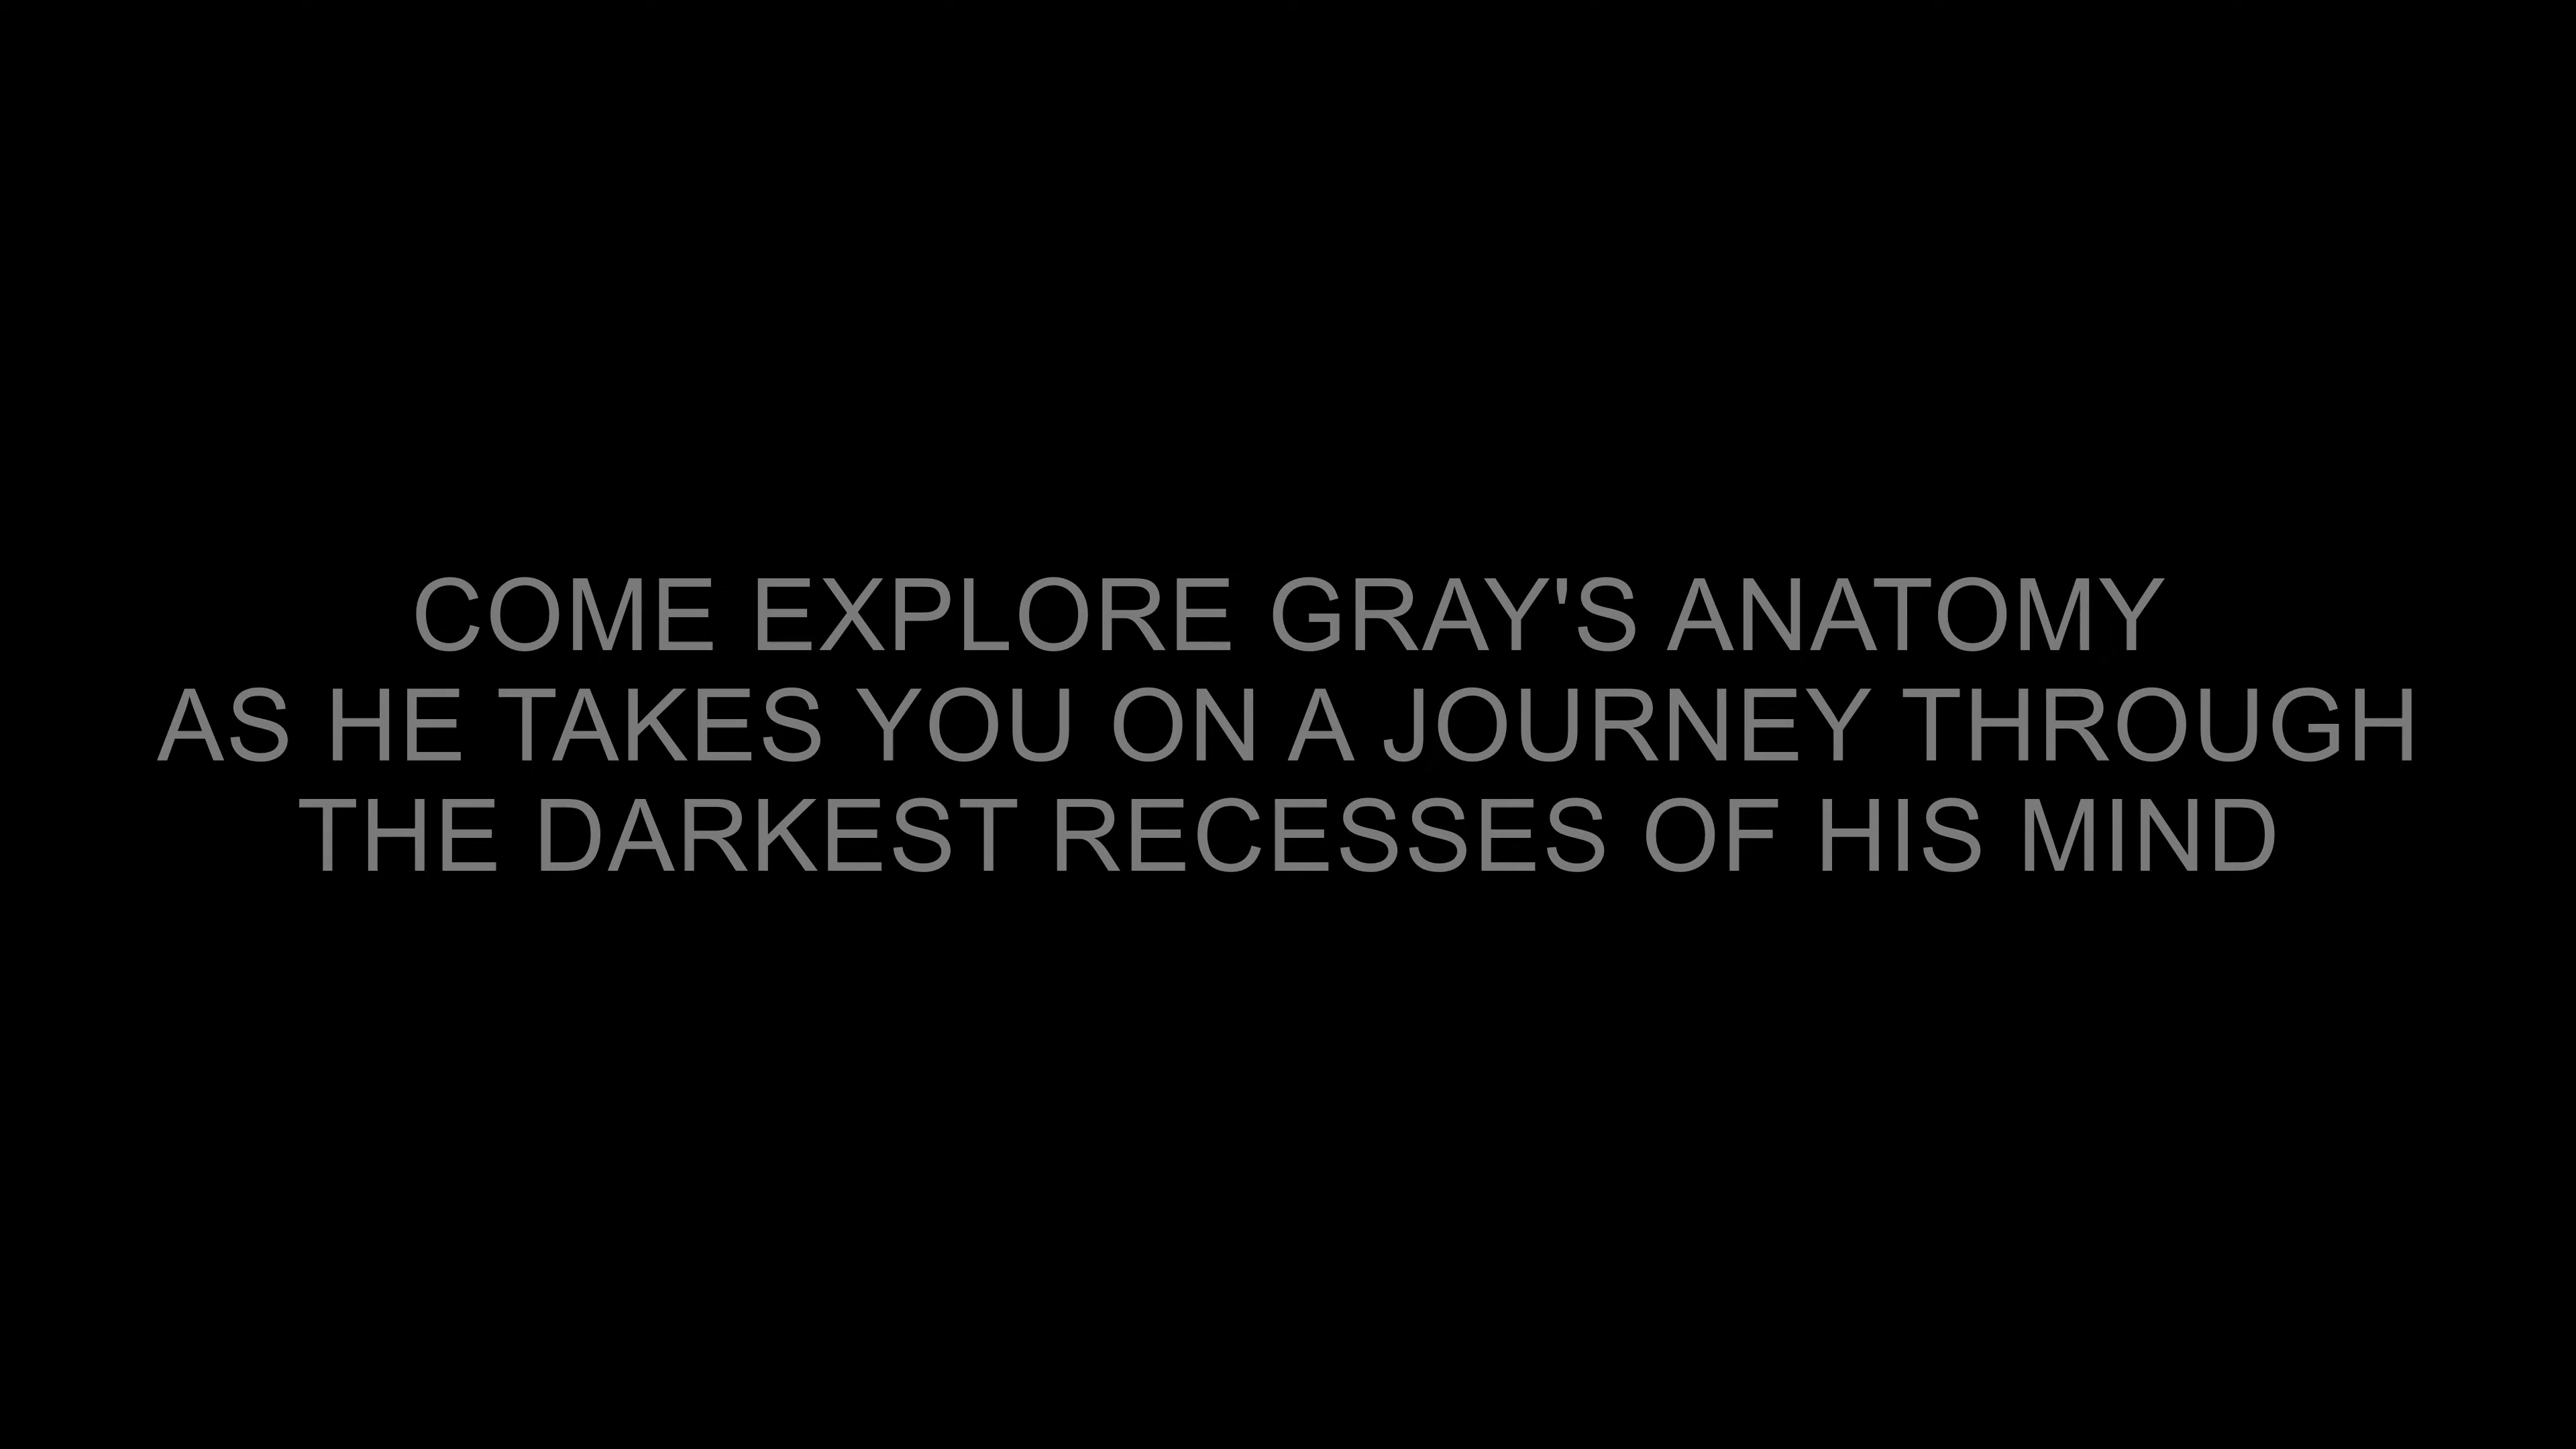 COME EXPLORE GRAY'S ANATOMY
AS HE TAKES YOU ON A JOURNEY THROUGH
THE DARKEST RECESSES OF HIS MIND